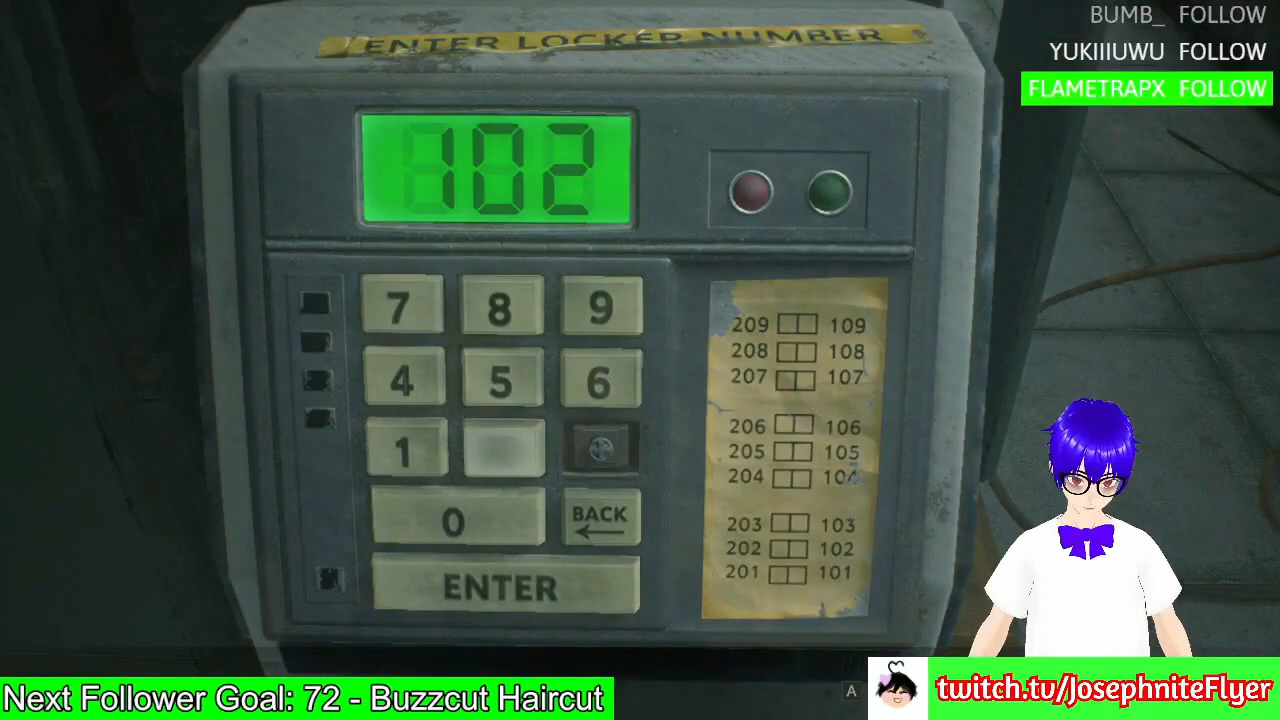 BUMB_ FOLLOW
YUKIIIUWU FOLLOW
FLAMETRAPX FOLLOW
ENTER LOCKER NUMBER
102
7 8 9
4 5 6
1
0 BACK
ENTER
209 109
208 108
207 107
206 106
205 105
204 104
203 103
202 102
201 101
Next Follower Goal: 72 - Buzzcut Haircut
A
twitch.tv/JosephniteFlyer